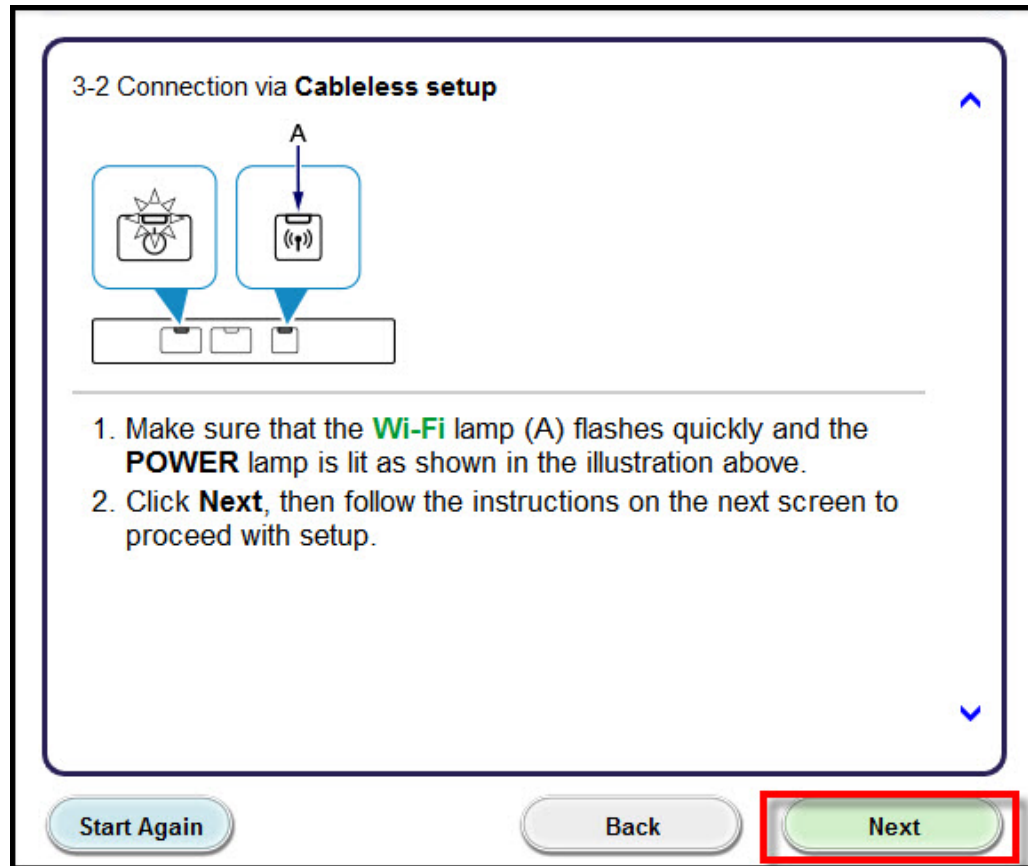 3-2 Connection via Cableless setup
A
1. Make sure that the Wi-Fi lamp (A) flashes quickly and the
POWER lamp is lit as shown in the illustration above.
2. Click Next, then follow the instructions on the next screen to
proceed with setup.
Start Again
Back
Next